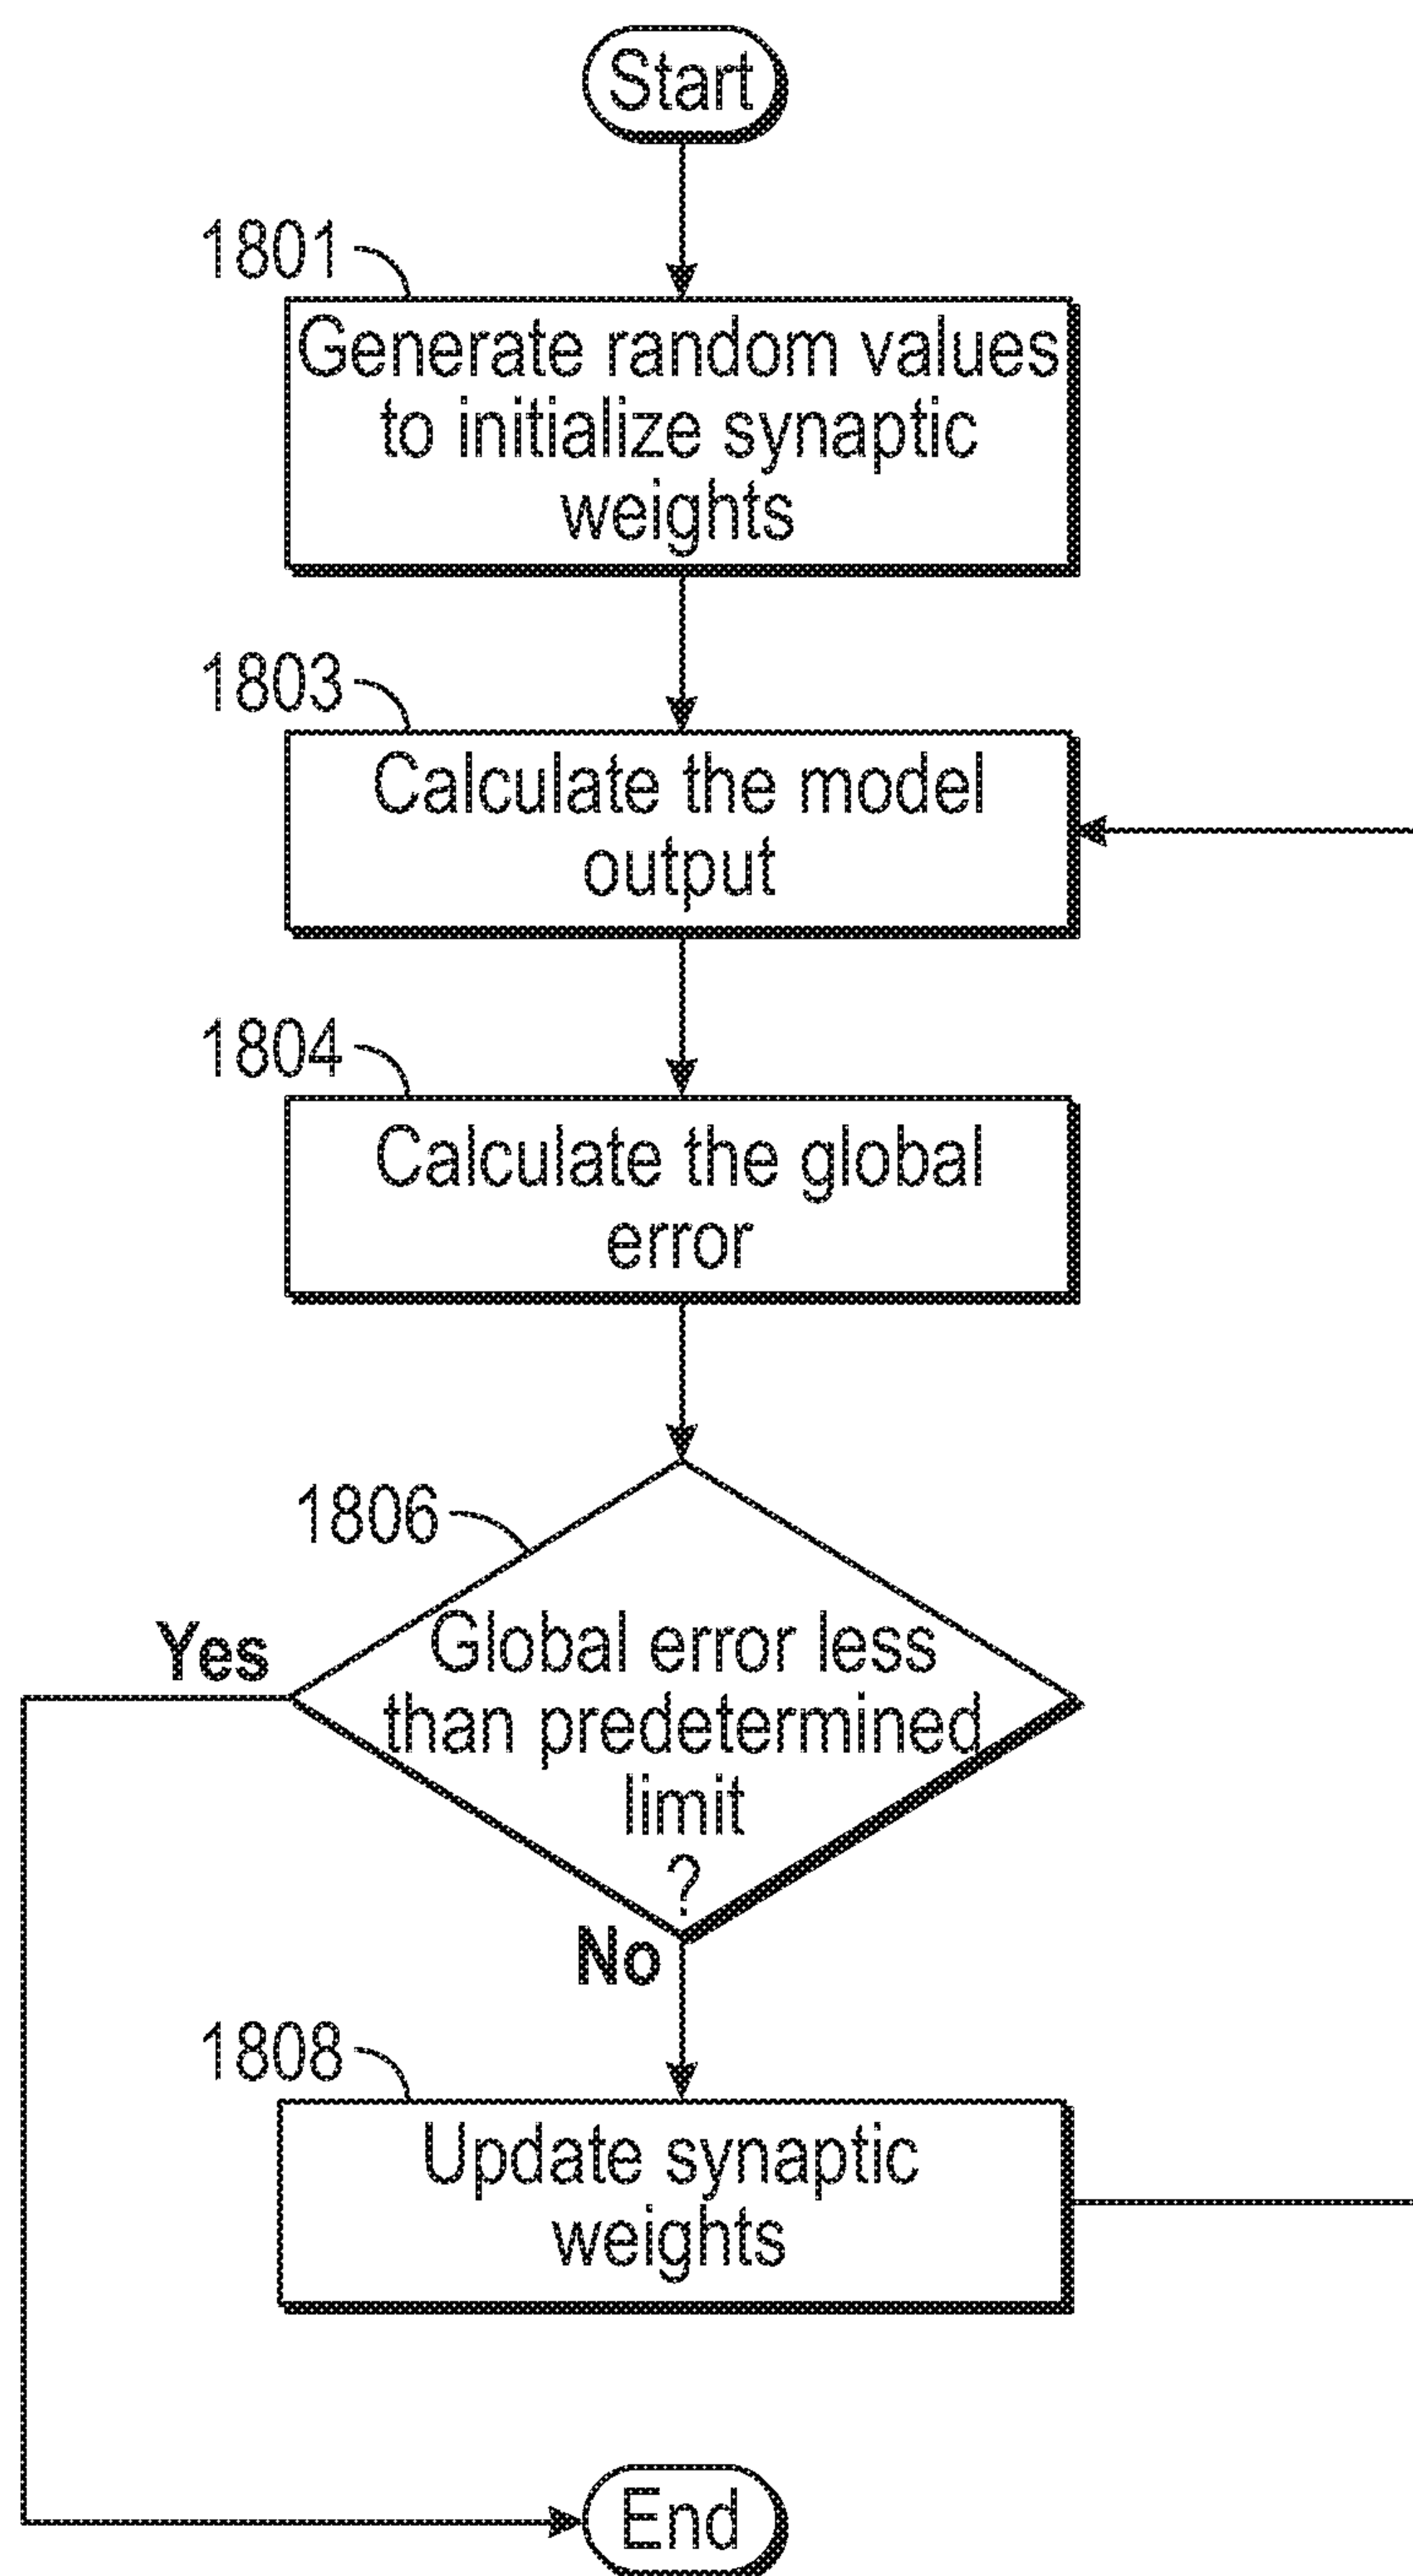 Start
1801
Generate random values
to initialize synaptic
weights
1803
Calculate the model
output
1804
Calculate the global
error
1806
Yes
Global error less
than predetermined
limit
?
No
1808
Update synaptic
weights
End